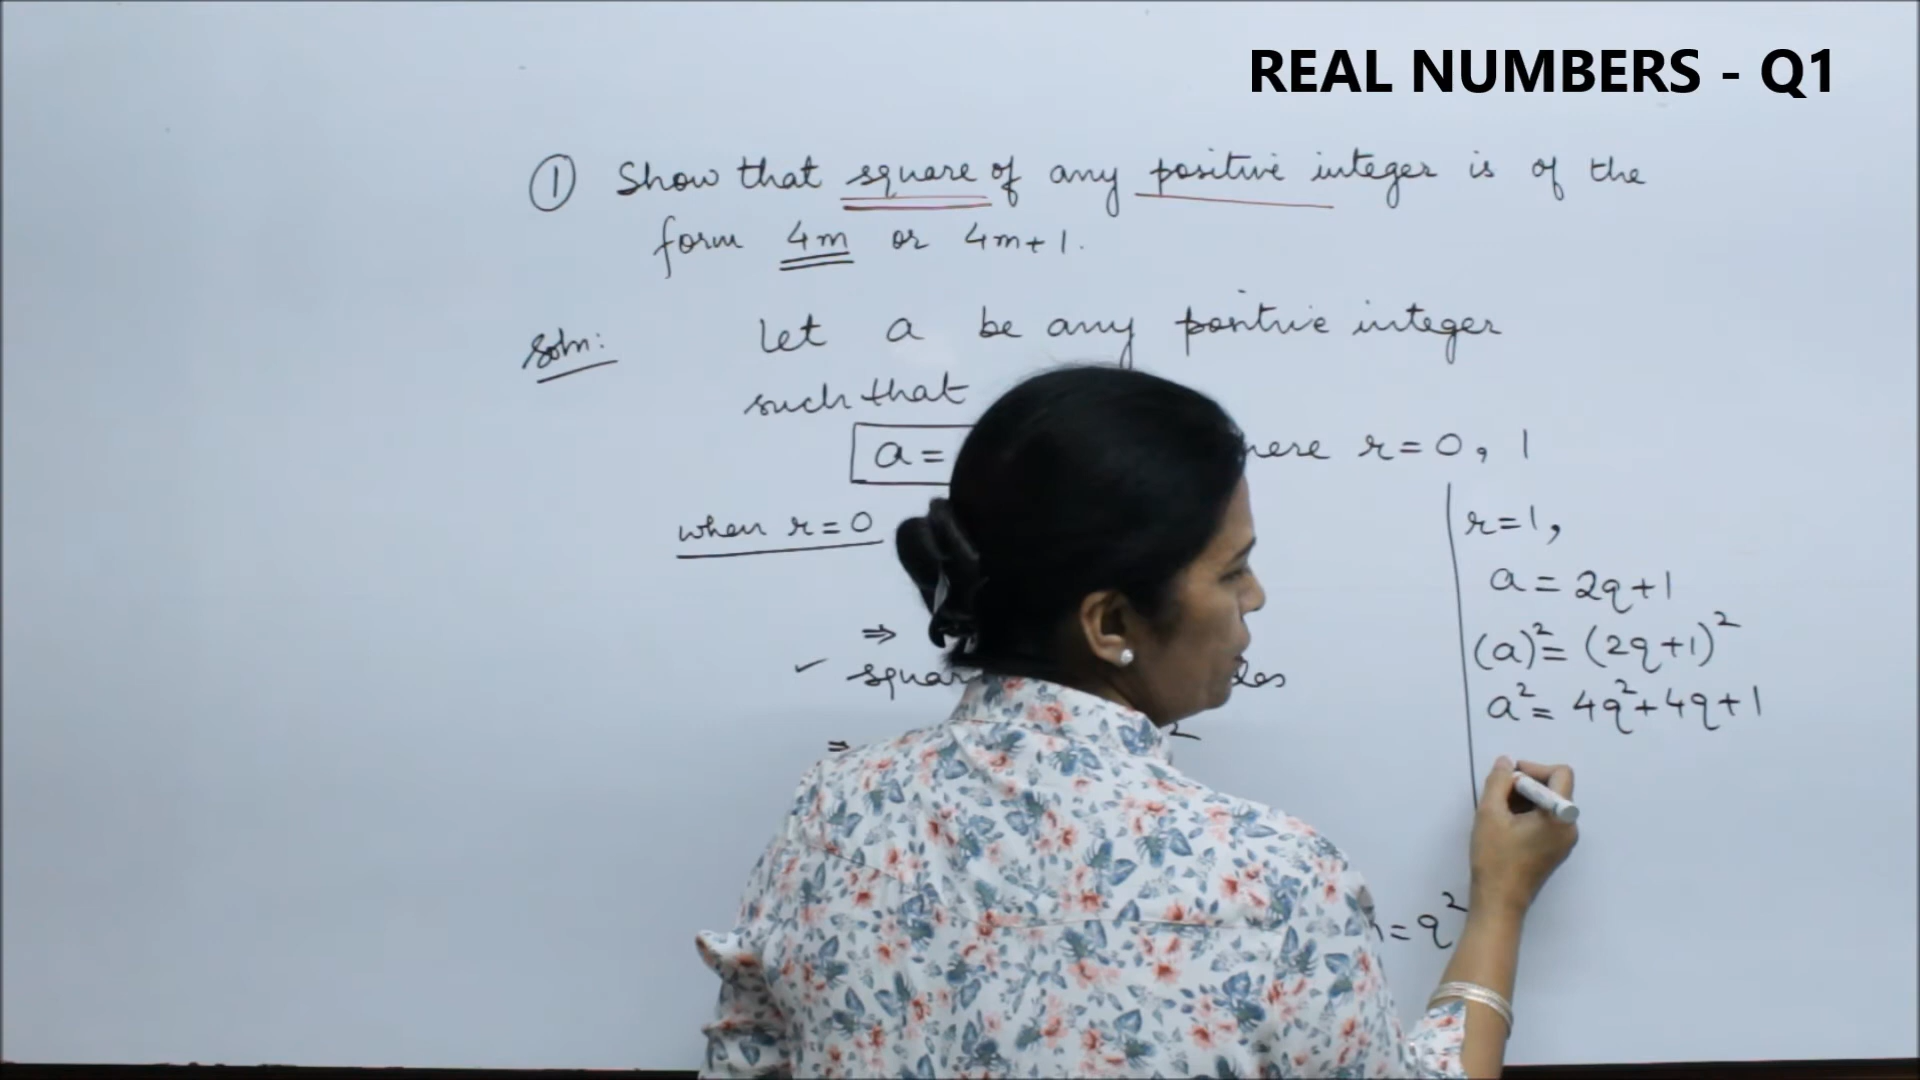 REAL NUMBERS - Q1
① Show that square of any positive integer is of the
form 4m or 4m+1.
Soln:
Let a be any positive integer
such that
a=
r=0, 1
when r=0
⇒
✓
⇒
2
=q²
r=1,
a = 2q+1
(a)²= (2q+1)²
a²= 4q²+4q+1